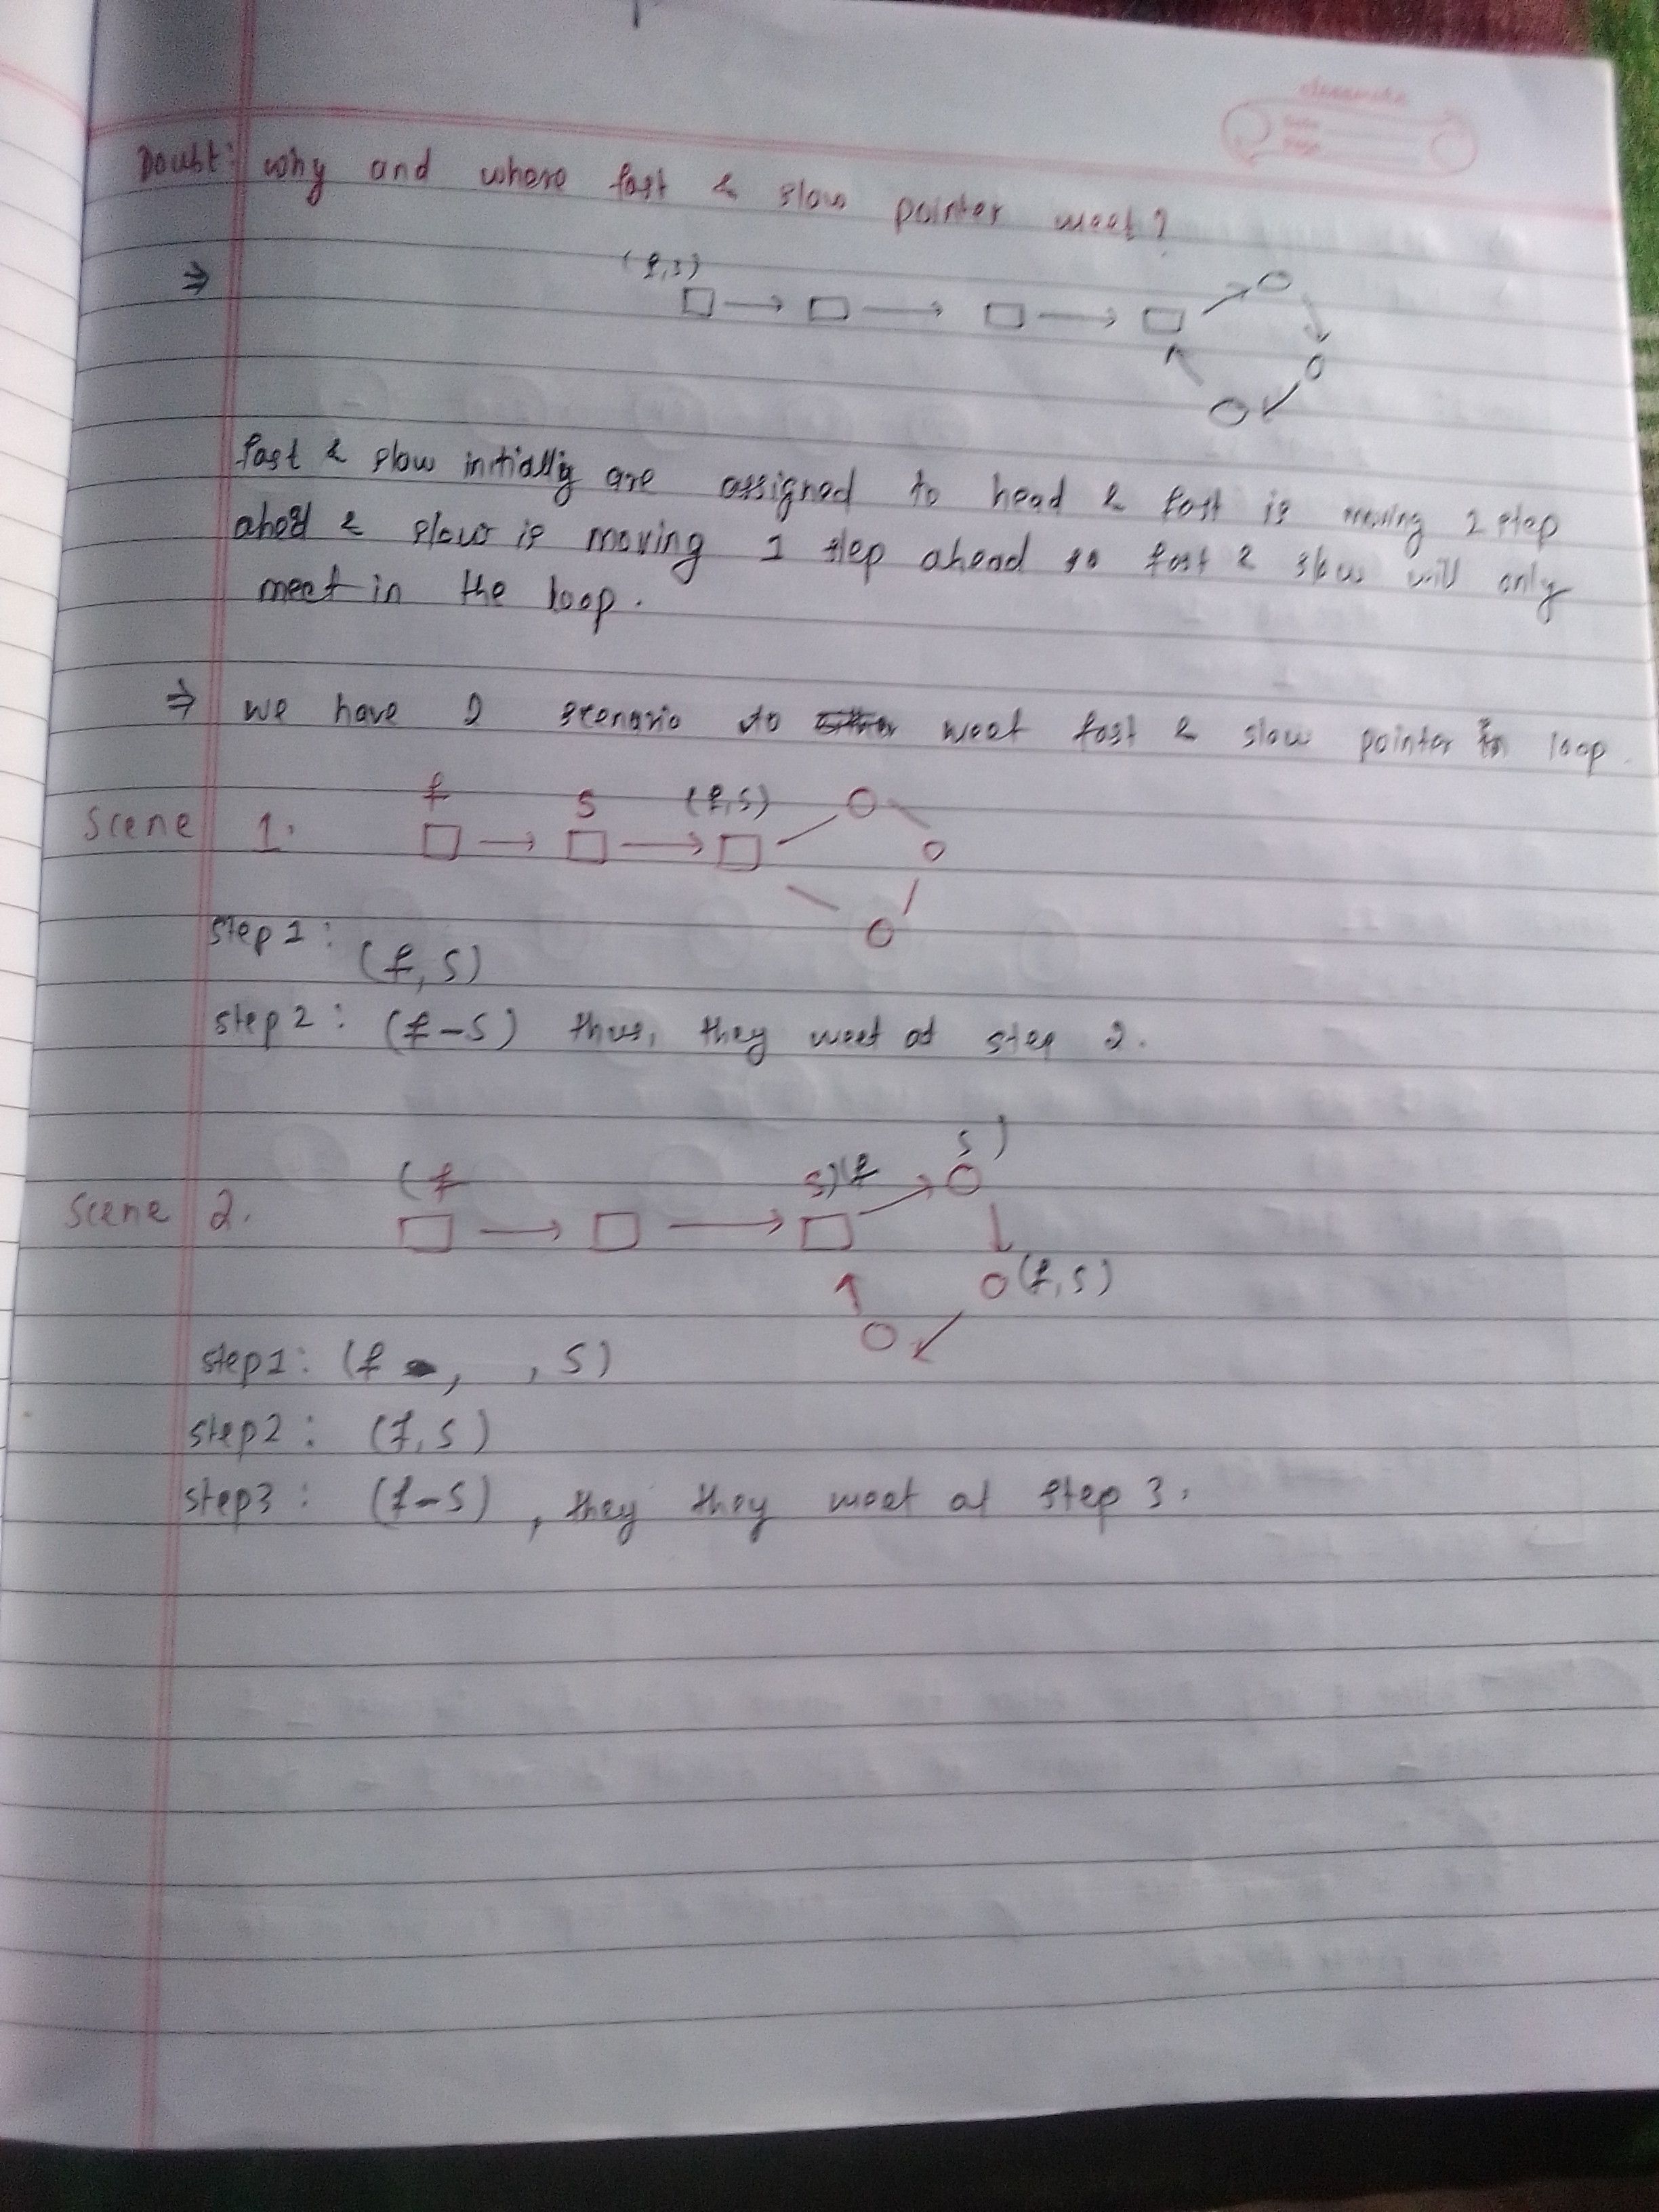 classmate
Date
Page
Doubt: why and where fast & slow pointer meet?
⇒ (f,s)
fast & slow initially are assigned to head & fast is moving 2 step
ahead & slow is moving 1 step ahead so fast & slow will only
meet in the loop.
⇒ we have 2 scenario to meet fast & slow pointer in loop.
f s (f,s)
Scene 1.
step 1: (f,s)
step 2: (f-s) thus, they meet at step 2.
s)
(f s)(f
Scene 2.
(f,s)
step1: (f , , s)
step2: (f,s)
step3: (f-s), they they meet at step 3.